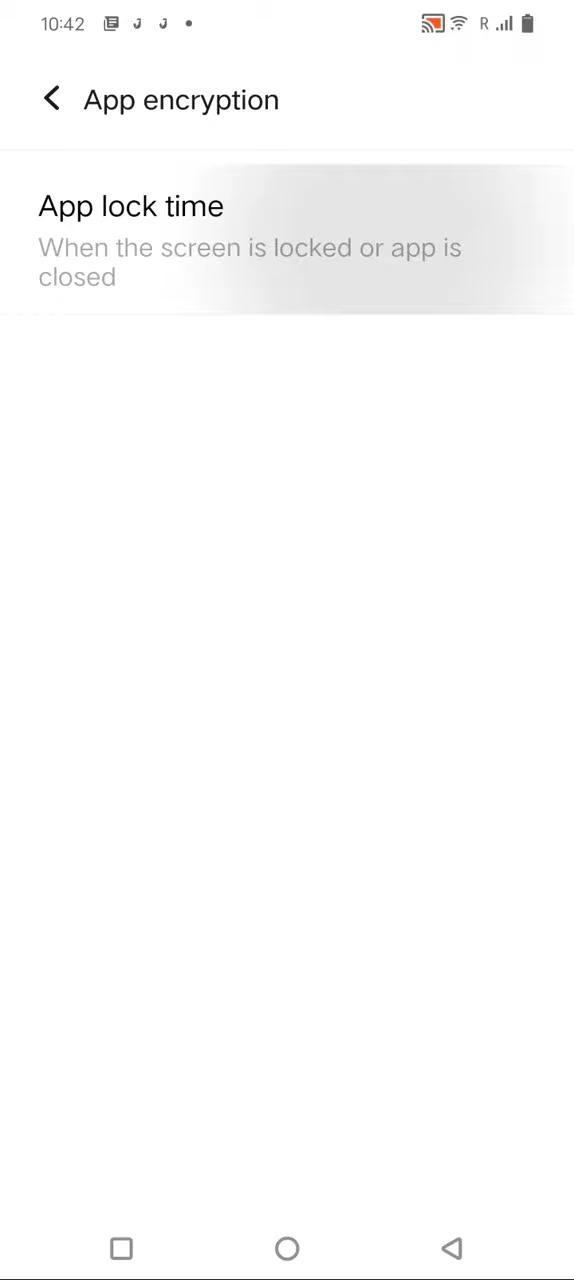 10:42 R
App encryption
App lock time
When the screen is locked or app is
closed